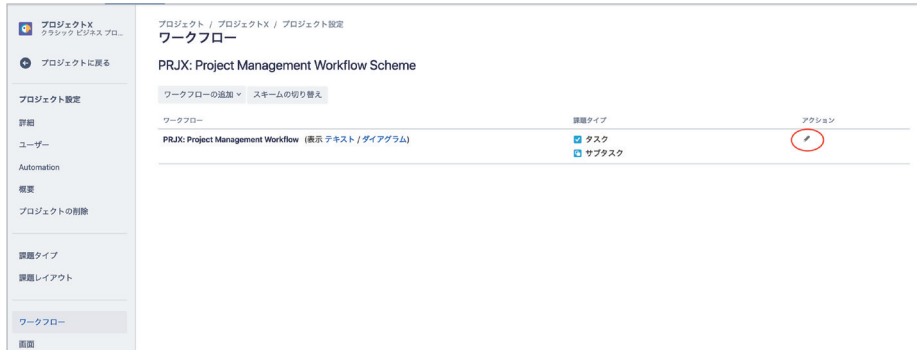 プロジェクトX
クラシック ビジネス プロ...
プロジェクトに戻る
プロジェクト設定
詳細
ユーザー
Automation
概要
プロジェクトの削除
課題タイプ
課題レイアウト
ワークフロー
画面
プロジェクト / プロジェクトX / プロジェクト設定
ワークフロー
PRJX: Project Management Workflow Scheme
ワークフローの追加 スキームの切り替え
ワークフロー 課題タイプ アクション
PRJX: Project Management Workflow (表示 テキスト / ダイアグラム) タスク
サブタスク